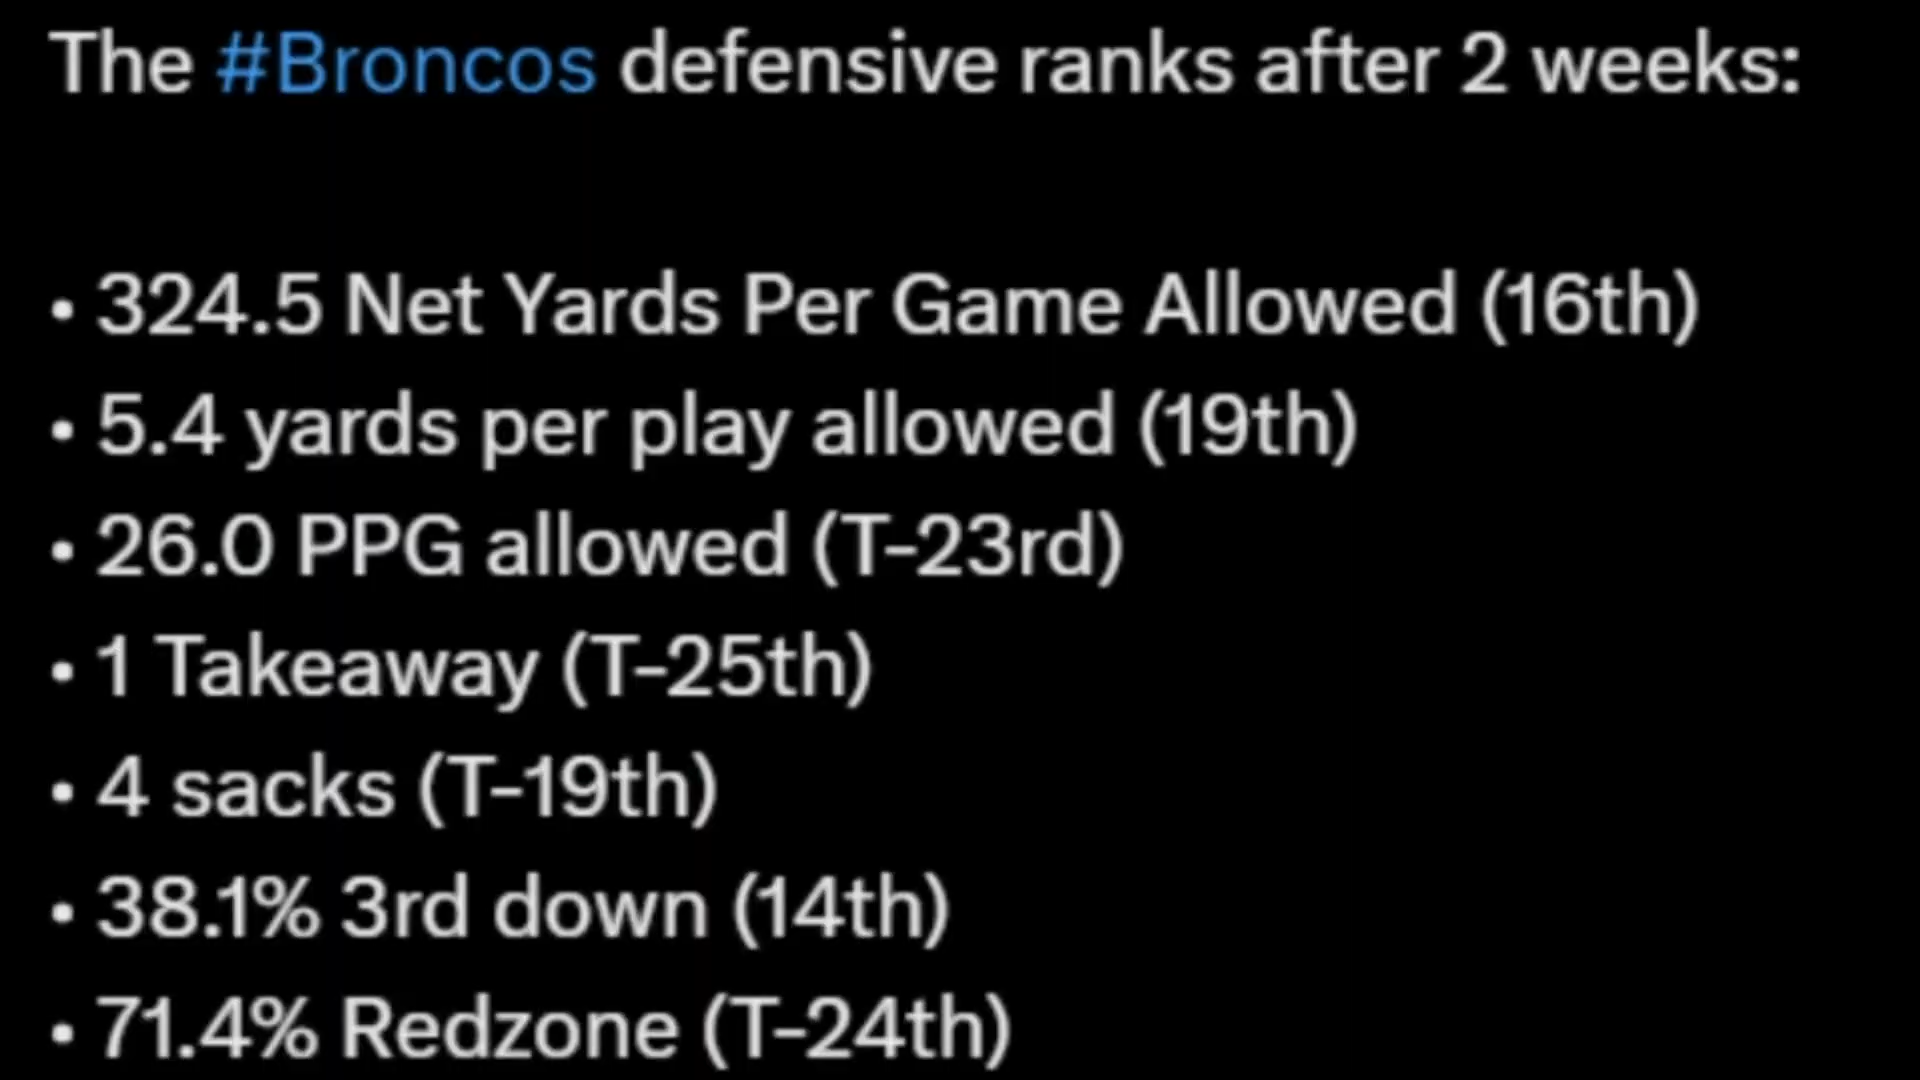 The #Broncos defensive ranks after 2 weeks:
• 324.5 Net Yards Per Game Allowed (16th)
• 5.4 yards per play allowed (19th)
• 26.0 PPG allowed (T-23rd)
• 1 Takeaway (T-25th)
• 4 sacks (T-19th)
• 38.1% 3rd down (14th)
• 71.4% Redzone (T-24th)